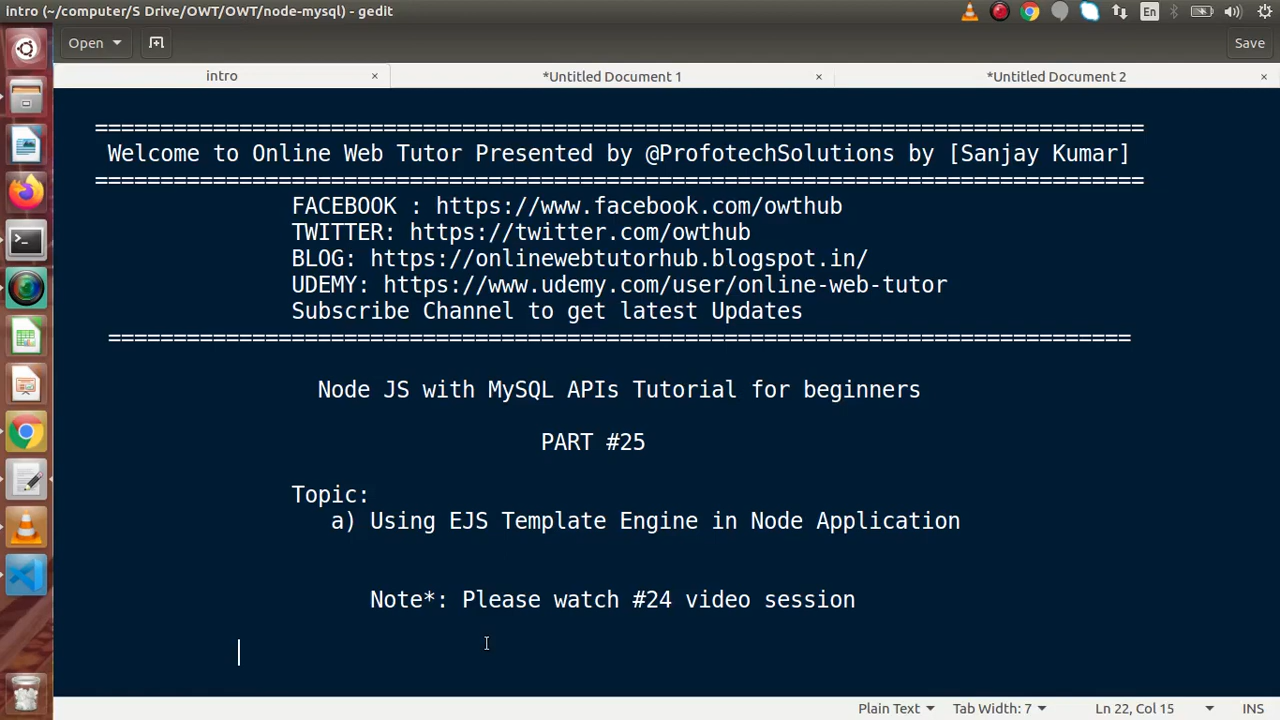 intro (~/computer/S Drive/OWT/OWT/node-mysql) - gedit
En
Open
Save
intro × *Untitled Document 1 × *Untitled Document 2 ×
================================================================================
Welcome to Online Web Tutor Presented by @ProfotechSolutions by [Sanjay Kumar]
================================================================================
FACEBOOK : https://www.facebook.com/owthub
TWITTER: https://twitter.com/owthub
BLOG: https://onlinewebtutorhub.blogspot.in/
UDEMY: https://www.udemy.com/user/online-web-tutor
Subscribe Channel to get latest Updates
==============================================================================
Node JS with MySQL APIs Tutorial for beginners
PART #25
Topic:
a) Using EJS Template Engine in Node Application
Note*: Please watch #24 video session
Plain Text Tab Width: 7 Ln 22, Col 15 INS